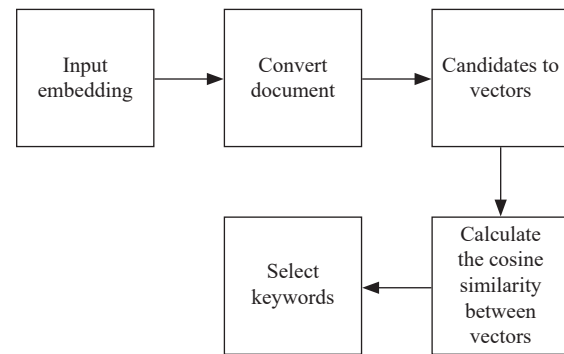 Input
embedding
Convert
document
Candidates to
vectors
Calculate
the cosine
similarity
between
vectors
Select
keywords